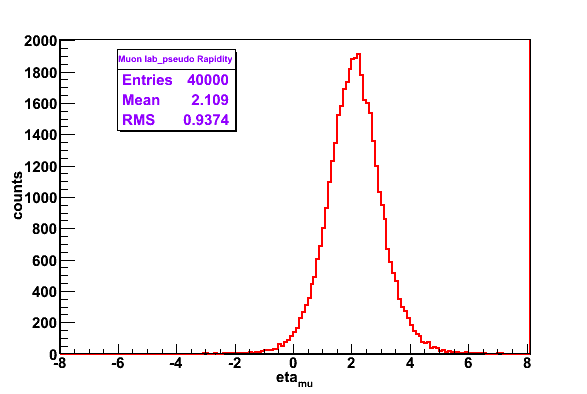 Muon lab_pseudo Rapidity
Entries 40000
Mean 2.109
RMS 0.9374
counts
2000
1800
1600
1400
1200
1000
800
600
400
200
0
-8 -6 -4 -2 0 2 4 6 8
eta_mu